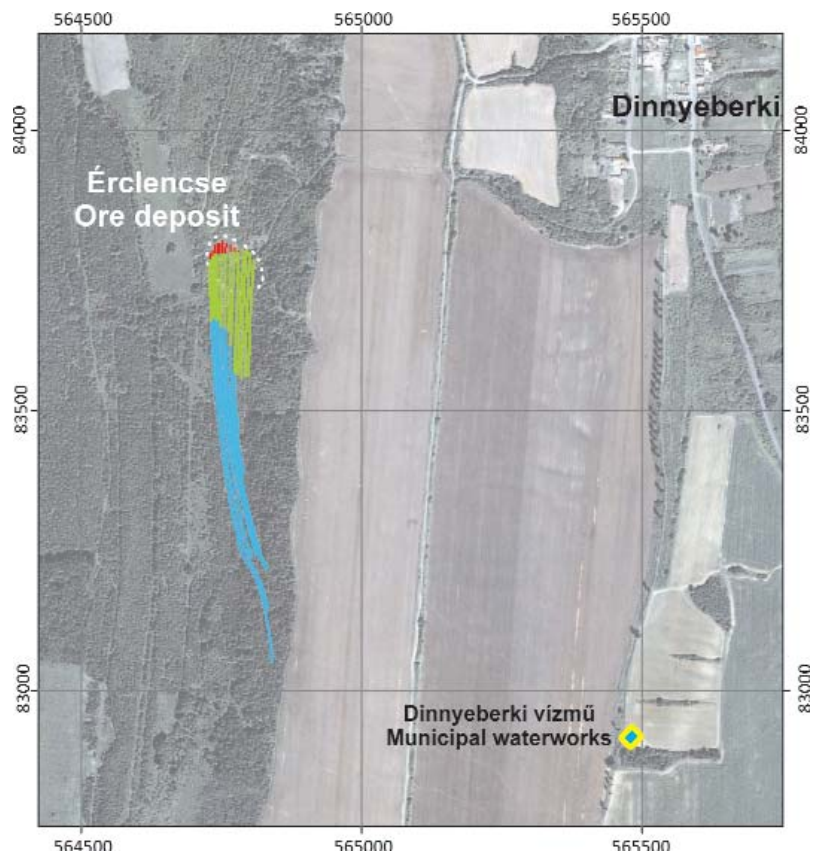 564500 565000 565500
84000 84000
Dinnyeberki
Érclencse
Ore deposit
83500 83500
83000 83000
Dinnyeberki vízmű
Municipal waterworks
564500 565000 565500